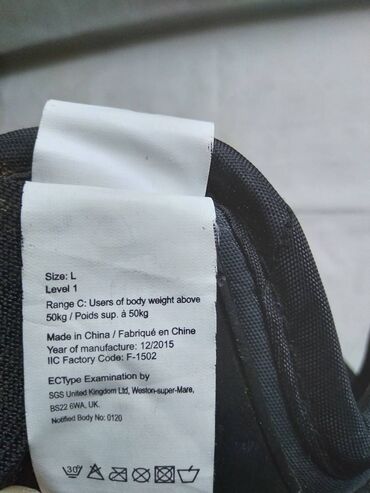 Size: L
Level 1
Range C: Users of body weight above
50kg / Poids sup. à 50kg
Made in China / Fabriqué en Chine
Year of manufacture: 12/2015
IIC Factory Code: F-1502
ECType Examination by:
SGS United Kingdom Ltd, Weston-super-Mare,
BS22 6WA, UK.
Notified Body No: 0120
30°